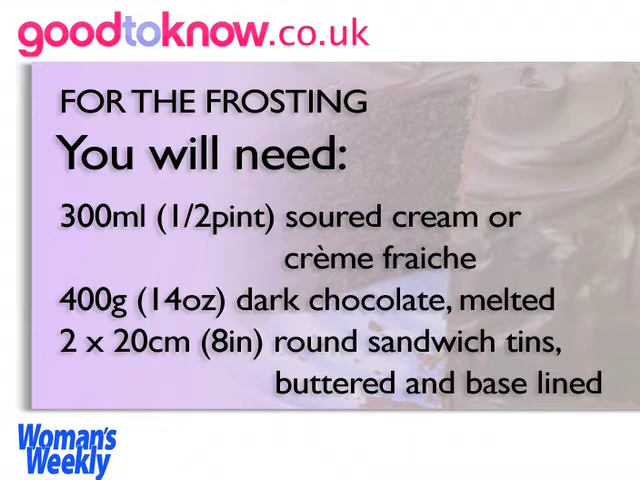 goodtoknow.co.uk
FOR THE FROSTING
You will need:
300ml (1/2pint) soured cream or
crème fraiche
400g (14oz) dark chocolate, melted
2 x 20cm (8in) round sandwich tins,
buttered and base lined
Woman's
Weekly